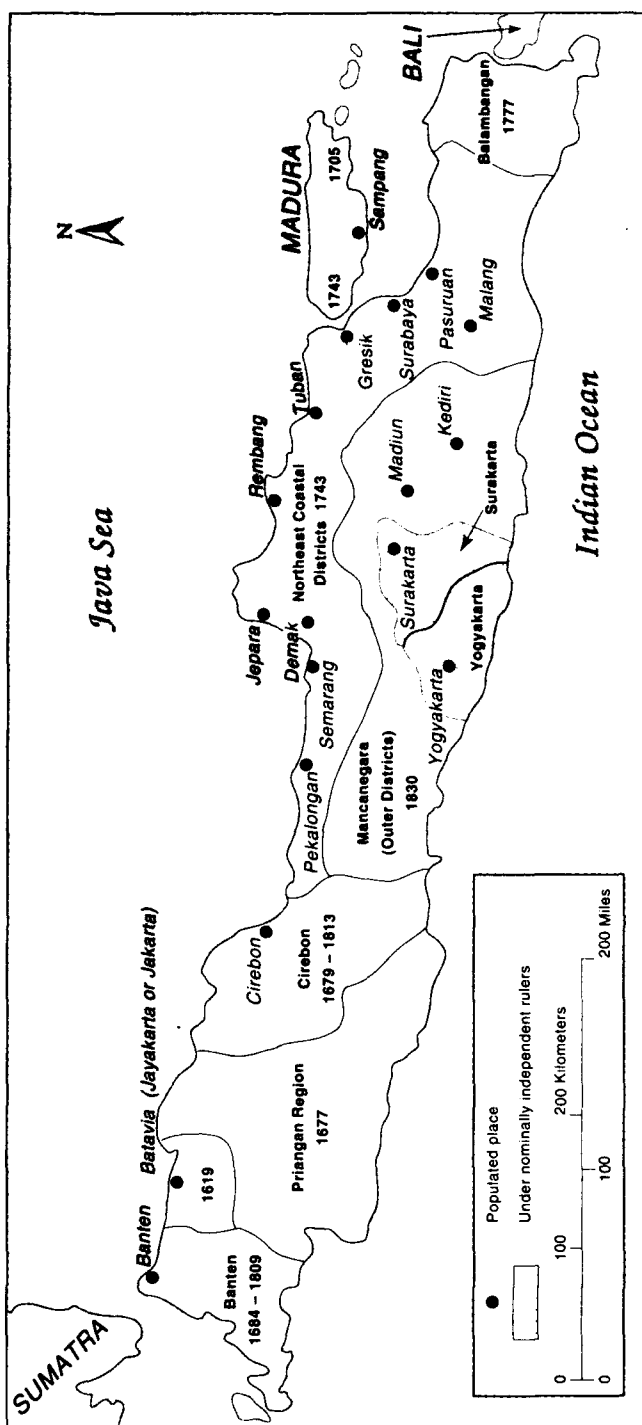 SUMATRA
Java Sea
N
Banten
Batavia (Jayakarta or Jakarta)
1619
Banten
1684 – 1809
Priangan Region
1677
Cirebon
Cirebon
1679 – 1813
Pekalongan
Semarang
Demak
Jepara
Rembang
Northeast Coastal
Districts 1743
Tuban
Mancanegara
(Outer Districts)
1830
Yogyakarta
Yogyakarta
Surakarta
Surakarta
Madiun
Kediri
Gresik
Surabaya
Pasuruan
Malang
MADURA
1743
1705
Sampang
BALI
Balambangan
1777
Indian Ocean
Populated place
Under nominally independent rulers
0 100 200 Kilometers
0 100 200 Miles